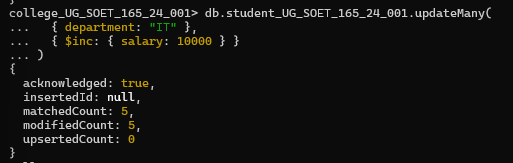 college_UG_SOET_165_24_001> db.student_UG_SOET_165_24_001.updateMany(
...   { department: "IT" },
...   { $inc: { salary: 10000 } }
... )
{
  acknowledged: true,
  insertedId: null,
  matchedCount: 5,
  modifiedCount: 5,
  upsertedCount: 0
}